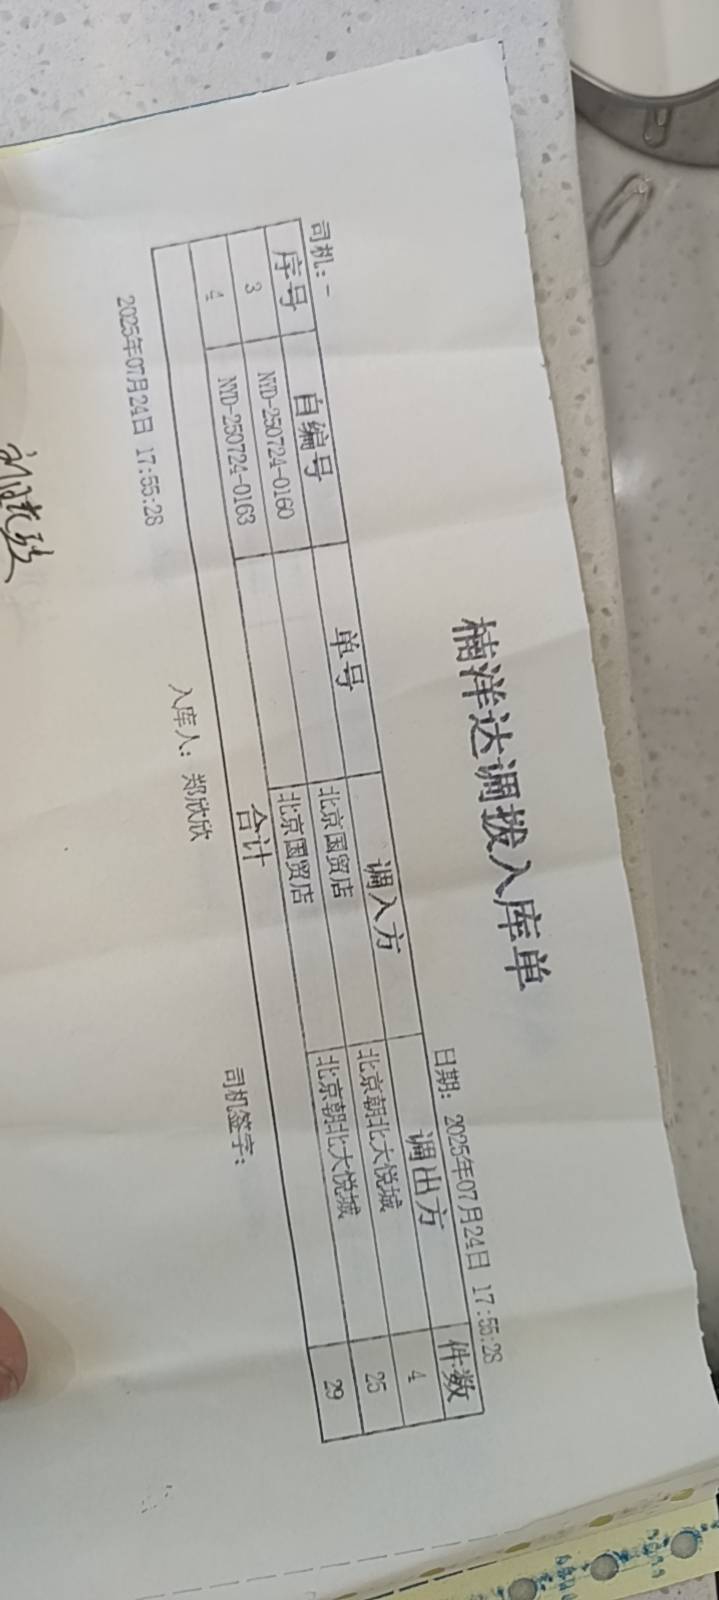 楠洋达调拨入库单
司机：- 日期： 2025年07月24日 17:55:28
序号 自编号 单号 调入方 调出方 件数
3 NYD-250724-0160 北京国贸店 北京朝北大悦城 4
4 NYD-250724-0163 北京国贸店 北京朝北大悦城 25
合计 29
2025年07月24日 17:55:28 入库人： 郑欣欣 司机签字：